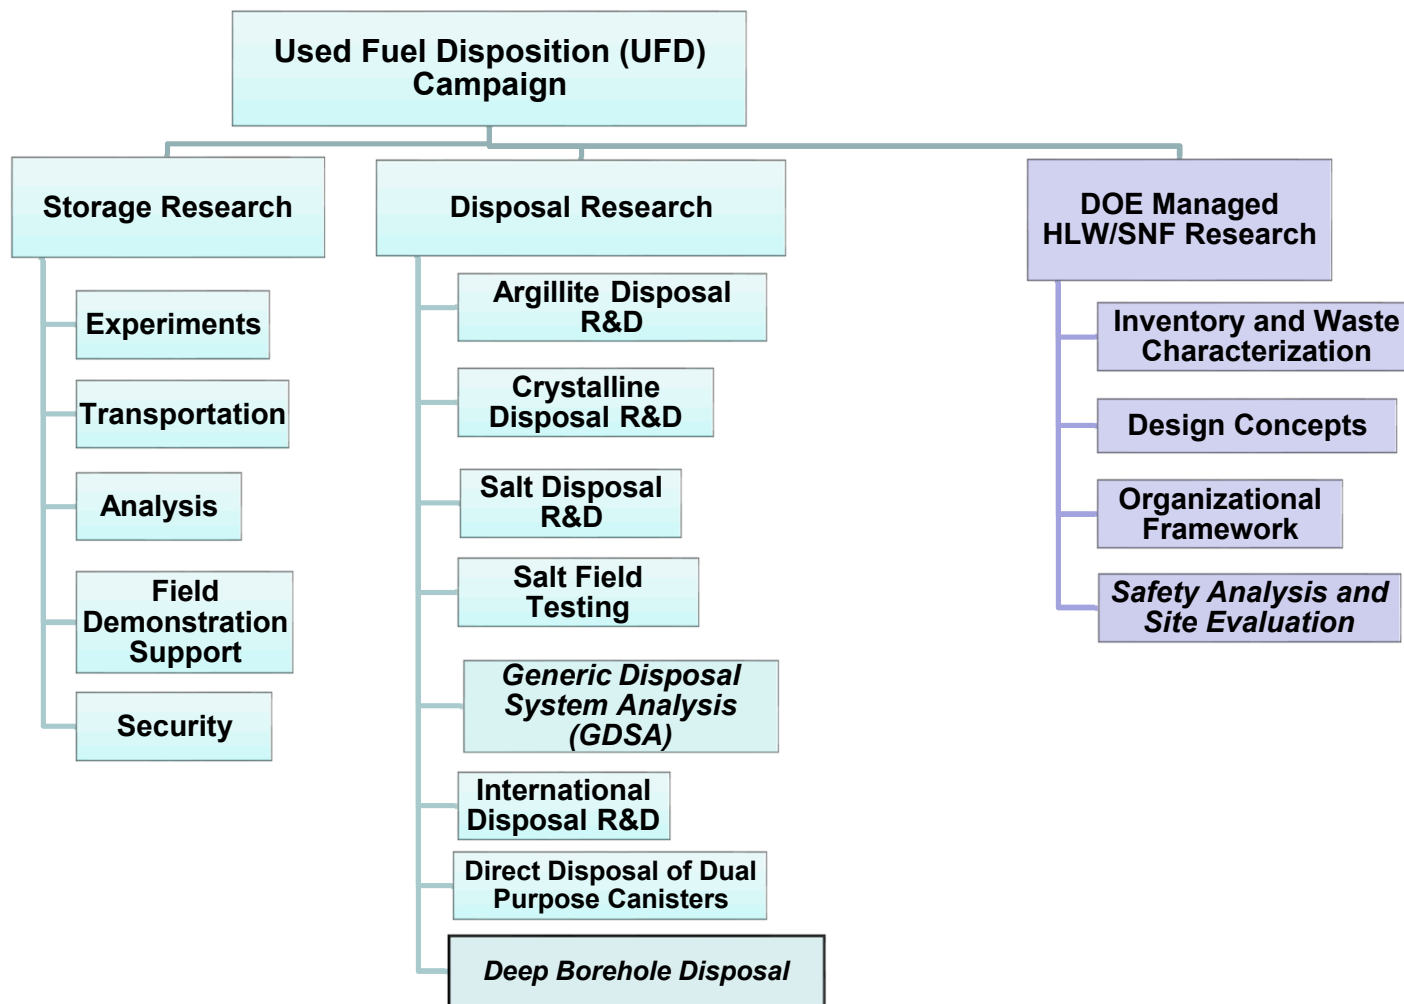 Used Fuel Disposition (UFD)
Campaign
Storage Research
Experiments
Transportation
Analysis
Field
Demonstration
Support
Security
Disposal Research
Argillite Disposal
R&D
Crystalline
Disposal R&D
Salt Disposal
R&D
Salt Field
Testing
Generic Disposal
System Analysis
(GDSA)
International
Disposal R&D
Direct Disposal of Dual
Purpose Canisters
Deep Borehole Disposal
DOE Managed
HLW/SNF Research
Inventory and Waste
Characterization
Design Concepts
Organizational
Framework
Safety Analysis and
Site Evaluation